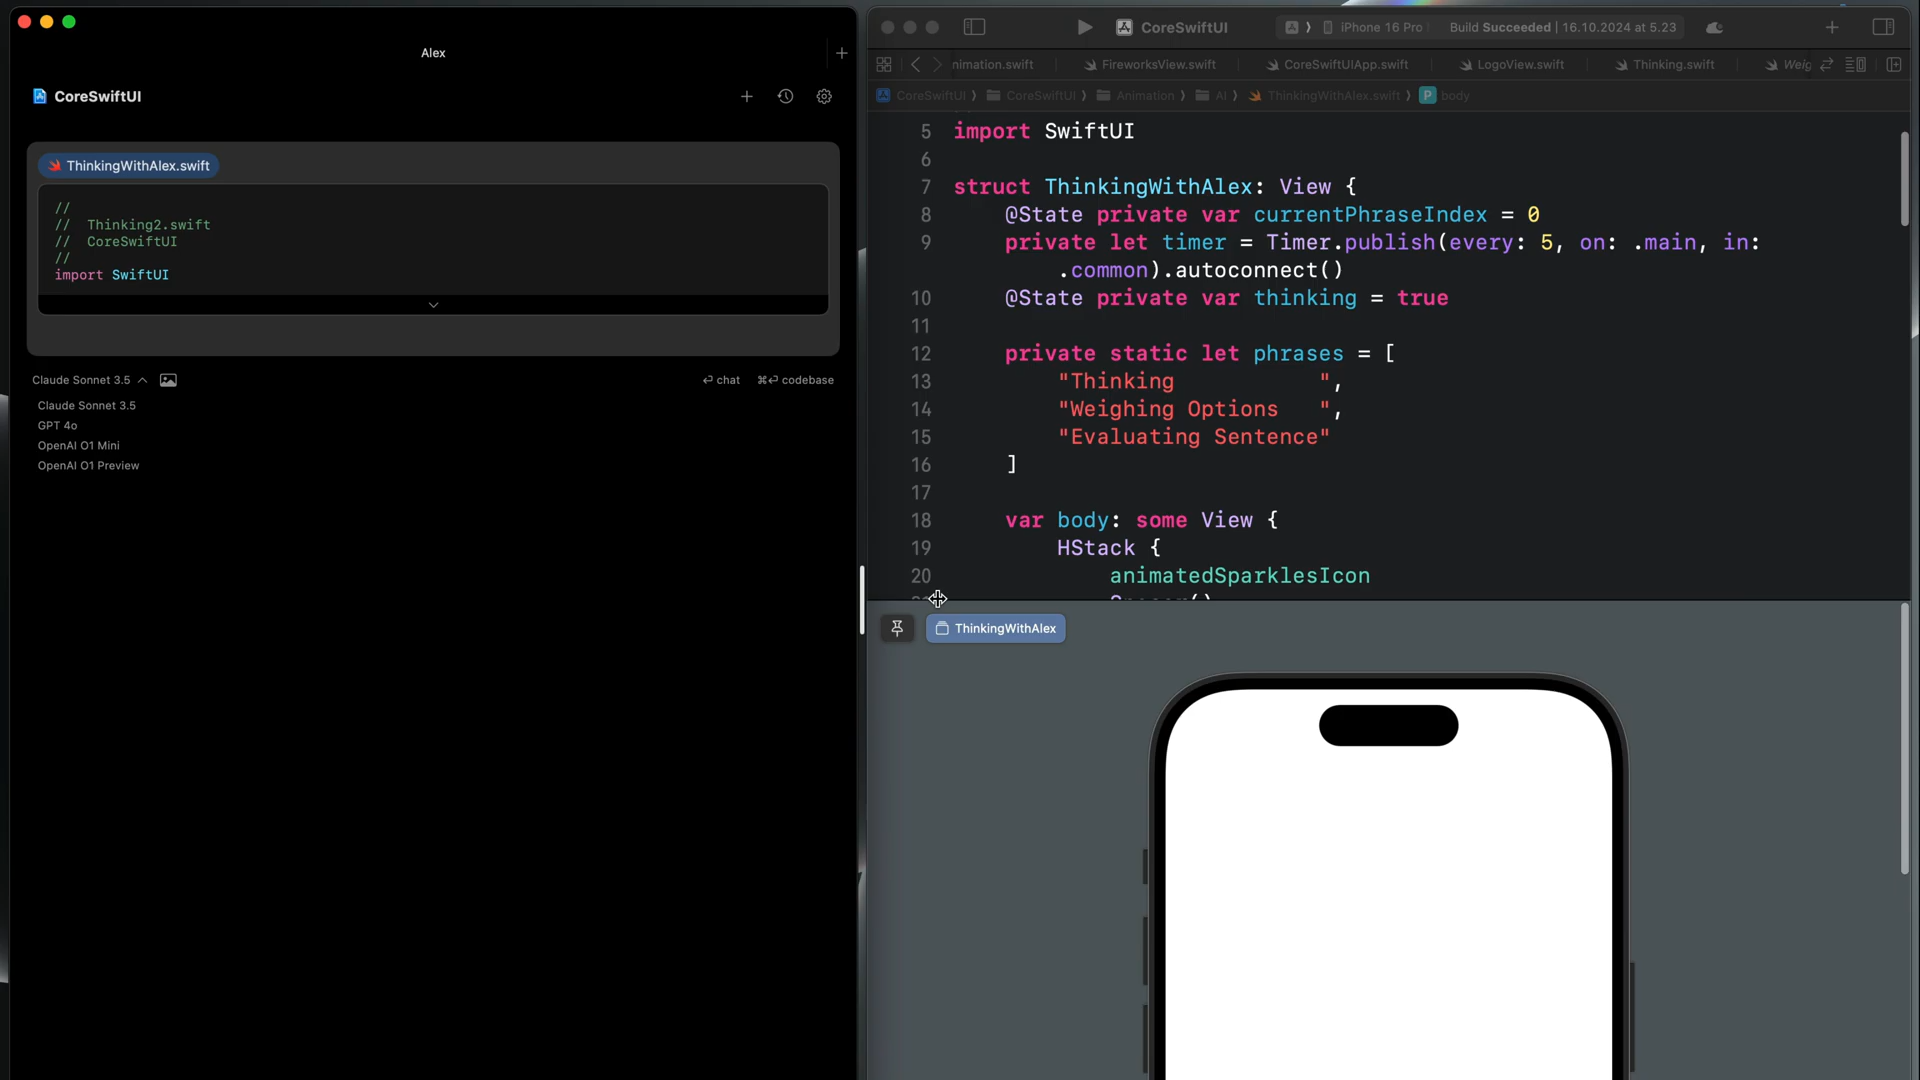 Alex
CoreSwiftUI
ThinkingWithAlex.swift
//
//  Thinking2.swift
//  CoreSwiftUI
//
import SwiftUI
Claude Sonnet 3.5
chat
codebase
Claude Sonnet 3.5
GPT 4o
OpenAI O1 Mini
OpenAI O1 Preview
CoreSwiftUI
iPhone 16 Pro
Build Succeeded | 16.10.2024 at 5.23
nimation.swift
FireworksView.swift
CoreSwiftUIApp.swift
LogoView.swift
Thinking.swift
CoreSwiftUI
CoreSwiftUI
Animation
AI
ThinkingWithAlex.swift
P
body
5 import SwiftUI
6
7 struct ThinkingWithAlex: View {
8 @State private var currentPhraseIndex = 0
9 private let timer = Timer.publish(every: 5, on: .main, in:
.common).autoconnect()
10 @State private var thinking = true
11
12 private static let phrases = [
13 "Thinking           ",
14 "Weighing Options   ",
15 "Evaluating Sentence"
16 ]
17
18 var body: some View {
19 HStack {
20 animatedSparklesIcon
ThinkingWithAlex